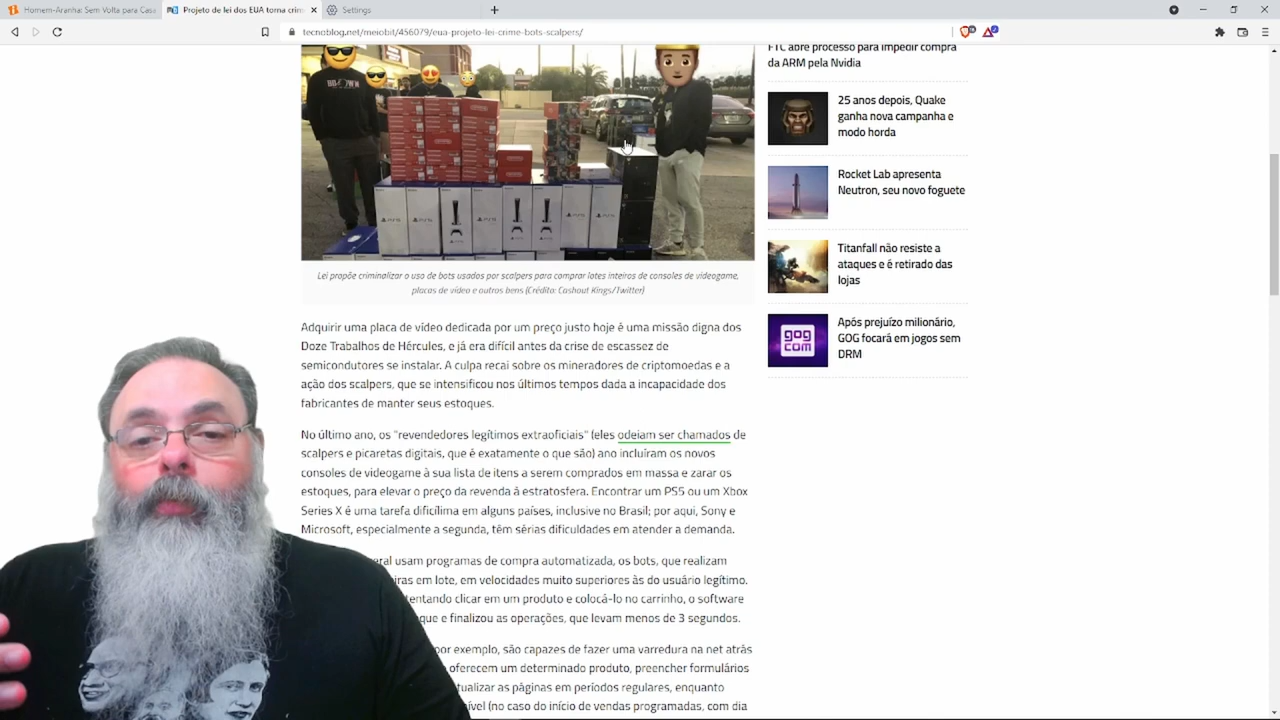 Homem-Aranha: Sem Volta para Casa
Projeto de lei dos EUA torna crim
Settings
tecnoblog.net/meiobit/456079/eua-projeto-lei-crime-bots-scalpers/
FTC abre processo para impedir compra
da ARM pela Nvidia
25 anos depois, Quake
ganha nova campanha e
modo horda
Rocket Lab apresenta
Neutron, seu novo foguete
Titanfall não resiste a
ataques e é retirado das
lojas
gog
com
Após prejuízo milionário,
GOG focará em jogos sem
DRM
Lei propõe criminalizar o uso de bots usados por scalpers para comprar lotes inteiros de consoles de videogame,
placas de vídeo e outros bens (Crédito: Cashout Kings/Twitter)
Adquirir uma placa de vídeo dedicada por um preço justo hoje é uma missão digna dos
Doze Trabalhos de Hércules, e já era difícil antes da crise de escassez de
semicondutores se instalar. A culpa recai sobre os mineradores de criptomoedas e a
ação dos scalpers, que se intensificou nos últimos tempos dada a incapacidade dos
fabricantes de manter seus estoques.
No último ano, os "revendedores legítimos extraoficiais" (eles odeiam ser chamados de
scalpers e picaretas digitais, que é exatamente o que são) ano incluíram os novos
consoles de videogame à sua lista de itens a serem comprados em massa e zarar os
estoques, para elevar o preço da revenda à estratosfera. Encontrar um PS5 ou um Xbox
Series X é uma tarefa dificílima em alguns países, inclusive no Brasil; por aqui, Sony e
Microsoft, especialmente a segunda, têm sérias dificuldades em atender a demanda.
eral usam programas de compra automatizada, os bots, que realizam
iras em lote, em velocidades muito superiores às do usuário legítimo.
entando clicar em um produto e colocá-lo no carrinho, o software
que e finalizou as operações, que levam menos de 3 segundos.
por exemplo, são capazes de fazer uma varredura na net atrás
oferecem um determinado produto, preencher formulários
tualizar as páginas em períodos regulares, enquanto
ível (no caso do início de vendas programadas, com dia